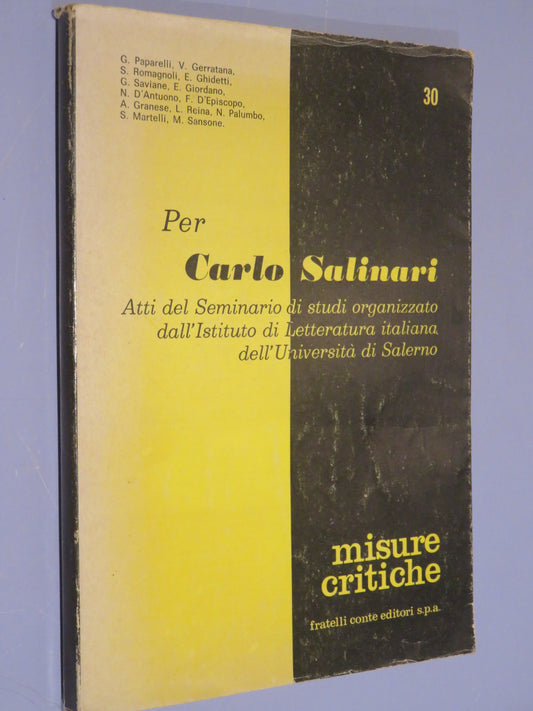 G. Paparelli, V. Gerratana,
S. Romagnoli, E. Ghidetti,
G. Saviane, E. Giordano,
N. D'Antuono, F. D'Episcopo,
A. Granese, L. Reina, N. Palumbo,
S. Martelli, M. Sansone.
30
Per
Carlo Salinari
Atti del Seminario di studi organizzato
dall'Istituto di Letteratura italiana
dell'Università di Salerno
misure
critiche
fratelli conte editori s.p.a.